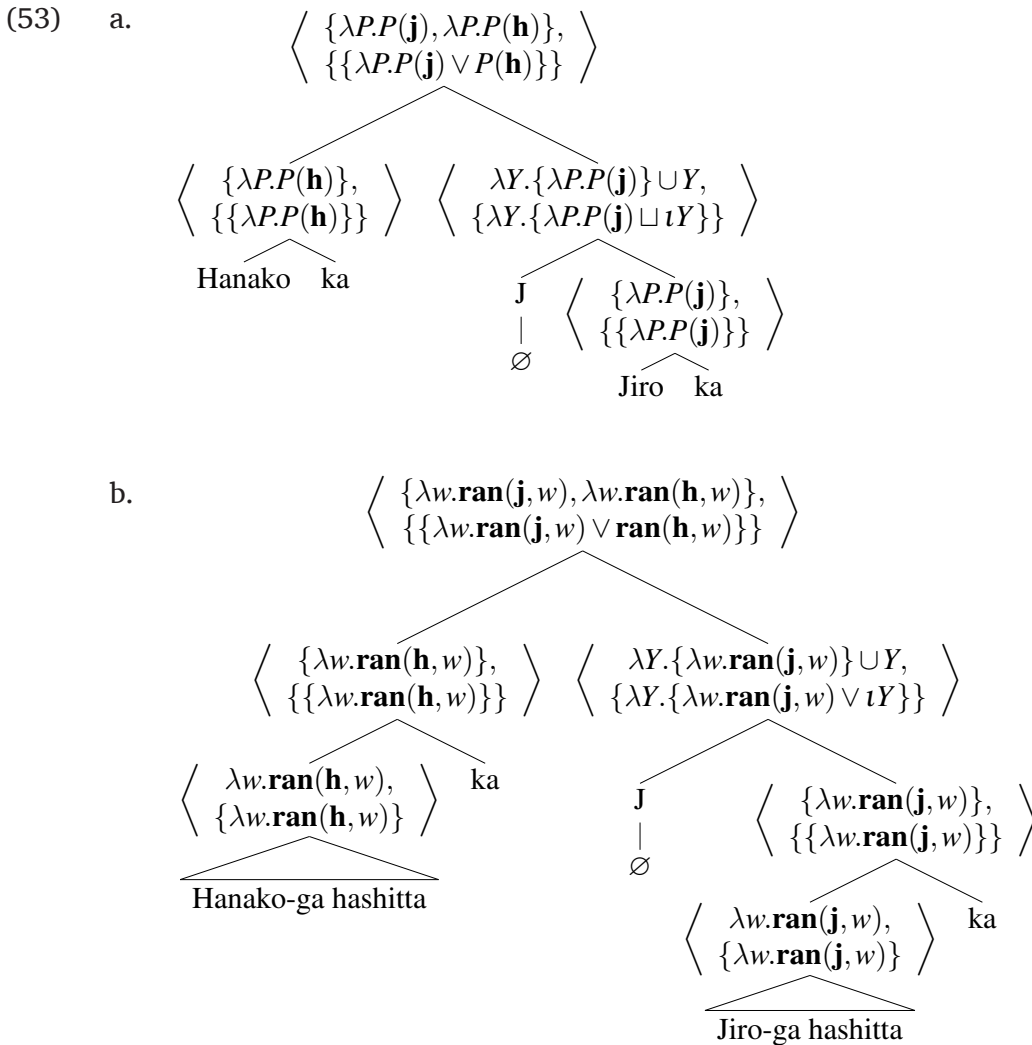 (53) a.
⟨ {λP.P(j), λP.P(h)}, {{λP.P(j) ∨ P(h)}} ⟩
⟨ {λP.P(h)}, {{λP.P(h)}} ⟩ ⟨ λY.{λP.P(j)} ∪ Y, {λY.{λP.P(j) ⊔ ιY}} ⟩
Hanako ka
J ⟨ {λP.P(j)}, {{λP.P(j)}} ⟩
∅
Jiro ka
b.
⟨ {λw.ran(j, w), λw.ran(h, w)}, {{λw.ran(j, w) ∨ ran(h, w)}} ⟩
⟨ {λw.ran(h, w)}, {{λw.ran(h, w)}} ⟩ ⟨ λY.{λw.ran(j, w)} ∪ Y, {λY.{λw.ran(j, w) ∨ ιY}} ⟩
⟨ λw.ran(h, w), {λw.ran(h, w)} ⟩ ka
J ⟨ {λw.ran(j, w)}, {{λw.ran(j, w)}} ⟩
∅
Hanako-ga hashitta
⟨ λw.ran(j, w), {λw.ran(j, w)} ⟩ ka
Jiro-ga hashitta